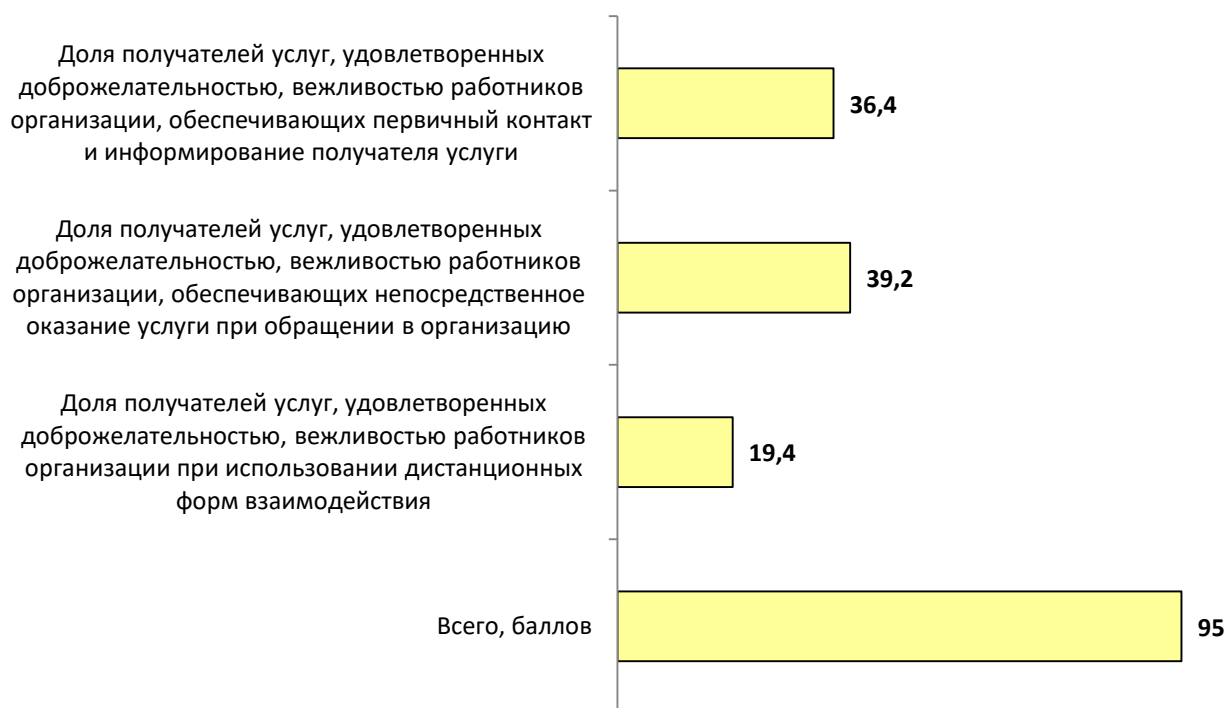 Доля получателей услуг, удовлетворенных
доброжелательностью, вежливостью работников
организации, обеспечивающих первичный контакт
и информирование получателя услуги
36,4
Доля получателей услуг, удовлетворенных
доброжелательностью, вежливостью работников
организации, обеспечивающих непосредственное
оказание услуги при обращении в организацию
39,2
Доля получателей услуг, удовлетворенных
доброжелательностью, вежливостью работников
организации при использовании дистанционных
форм взаимодействия
19,4
Всего, баллов
95